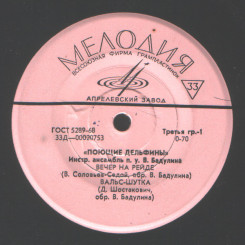 МЕЛОДИЯ
ВСЕСОЮЗНАЯ ФИРМА ГРАМПЛАСТИНОК
33
АПРЕЛЕВСКИЙ ЗАВОД
ГОСТ 5289-68
33Д—00020753
Третья гр.-1
0-70
«ПОЮЩИЕ ДЕЛЬФИНЫ»
Инстр. ансамбль п. у. В. Бадулина
ВЕЧЕР НА РЕЙДЕ
(В. Соловьев-Седой, обр. В. Бадулина)
ВАЛЬС-ШУТКА
(Д. Шостакович,
обр. В. Бадулина)